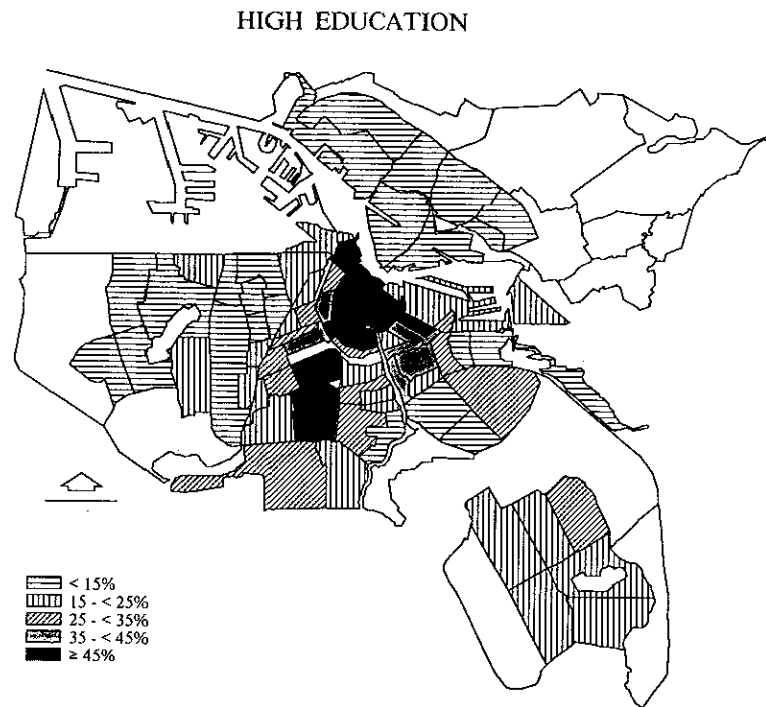 HIGH EDUCATION
< 15%
15 - < 25%
25 - < 35%
35 - < 45%
≥ 45%